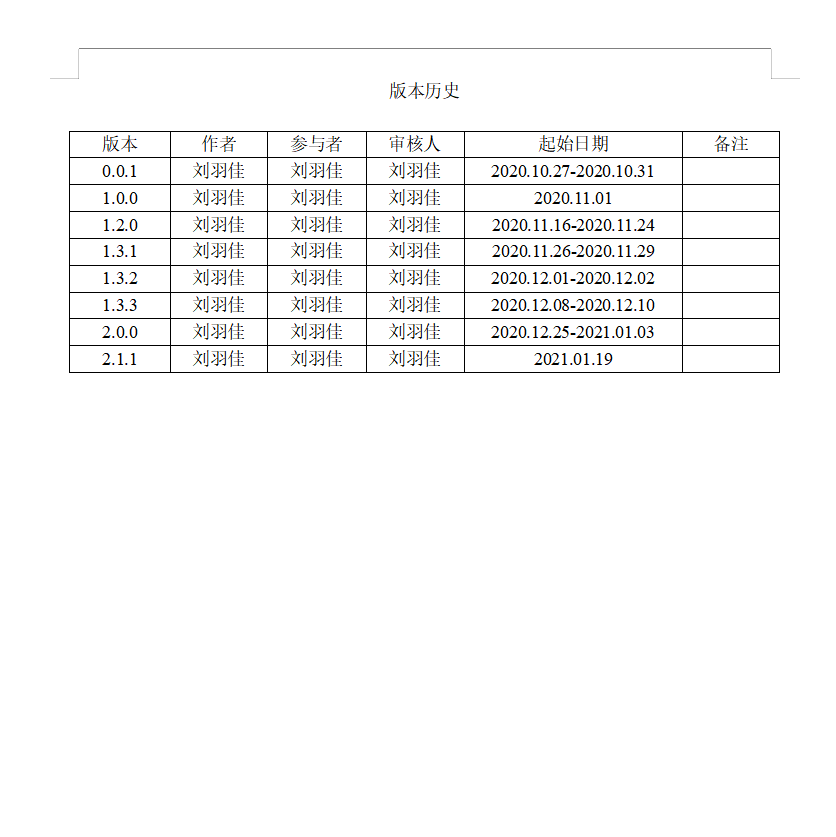 版本历史
版本 作者 参与者 审核人 起始日期 备注
0.0.1 刘羽佳 刘羽佳 刘羽佳 2020.10.27-2020.10.31
1.0.0 刘羽佳 刘羽佳 刘羽佳 2020.11.01
1.2.0 刘羽佳 刘羽佳 刘羽佳 2020.11.16-2020.11.24
1.3.1 刘羽佳 刘羽佳 刘羽佳 2020.11.26-2020.11.29
1.3.2 刘羽佳 刘羽佳 刘羽佳 2020.12.01-2020.12.02
1.3.3 刘羽佳 刘羽佳 刘羽佳 2020.12.08-2020.12.10
2.0.0 刘羽佳 刘羽佳 刘羽佳 2020.12.25-2021.01.03
2.1.1 刘羽佳 刘羽佳 刘羽佳 2021.01.19